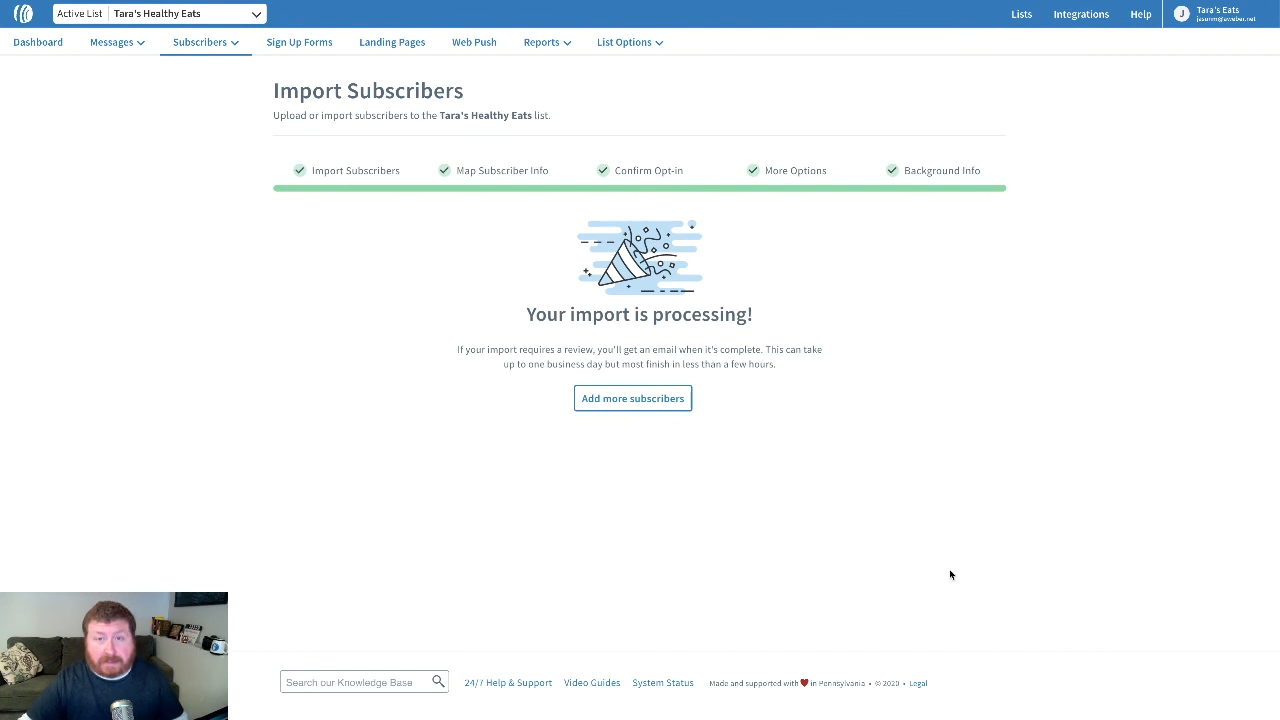 Active List Tara's Healthy Eats
Lists Integrations Help
J Tara's Eats
jasonm@aweber.net
Dashboard Messages Subscribers Sign Up Forms Landing Pages Web Push Reports List Options
Import Subscribers
Upload or import subscribers to the Tara's Healthy Eats list.
Import Subscribers Map Subscriber Info Confirm Opt-in More Options Background Info
Your import is processing!
If your import requires a review, you'll get an email when it's complete. This can take
up to one business day but most finish in less than a few hours.
Add more subscribers
Search our Knowledge Base 24/7 Help & Support Video Guides System Status Made and supported with ❤ in Pennsylvania • © 2020 • Legal